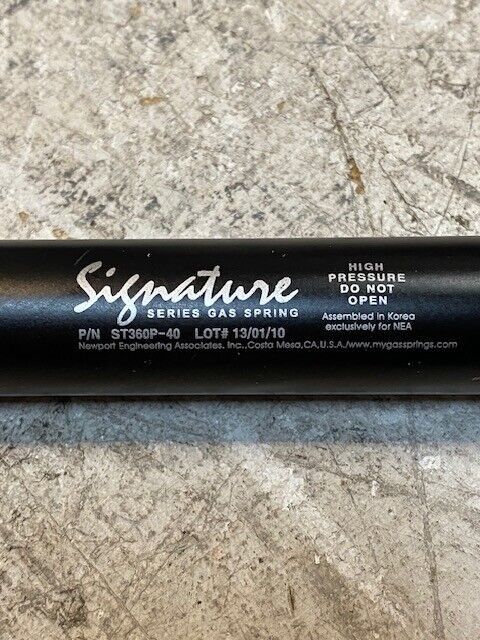 Signature
SERIES GAS SPRING
P/N ST360P-40 LOT# 13/01/10
Newport Engineering Associates. Inc.,Costa Mesa,CA,U.S.A./www.mygassprings.com
HIGH
PRESSURE
DO NOT
OPEN
Assembled in Korea
exclusively for NEA